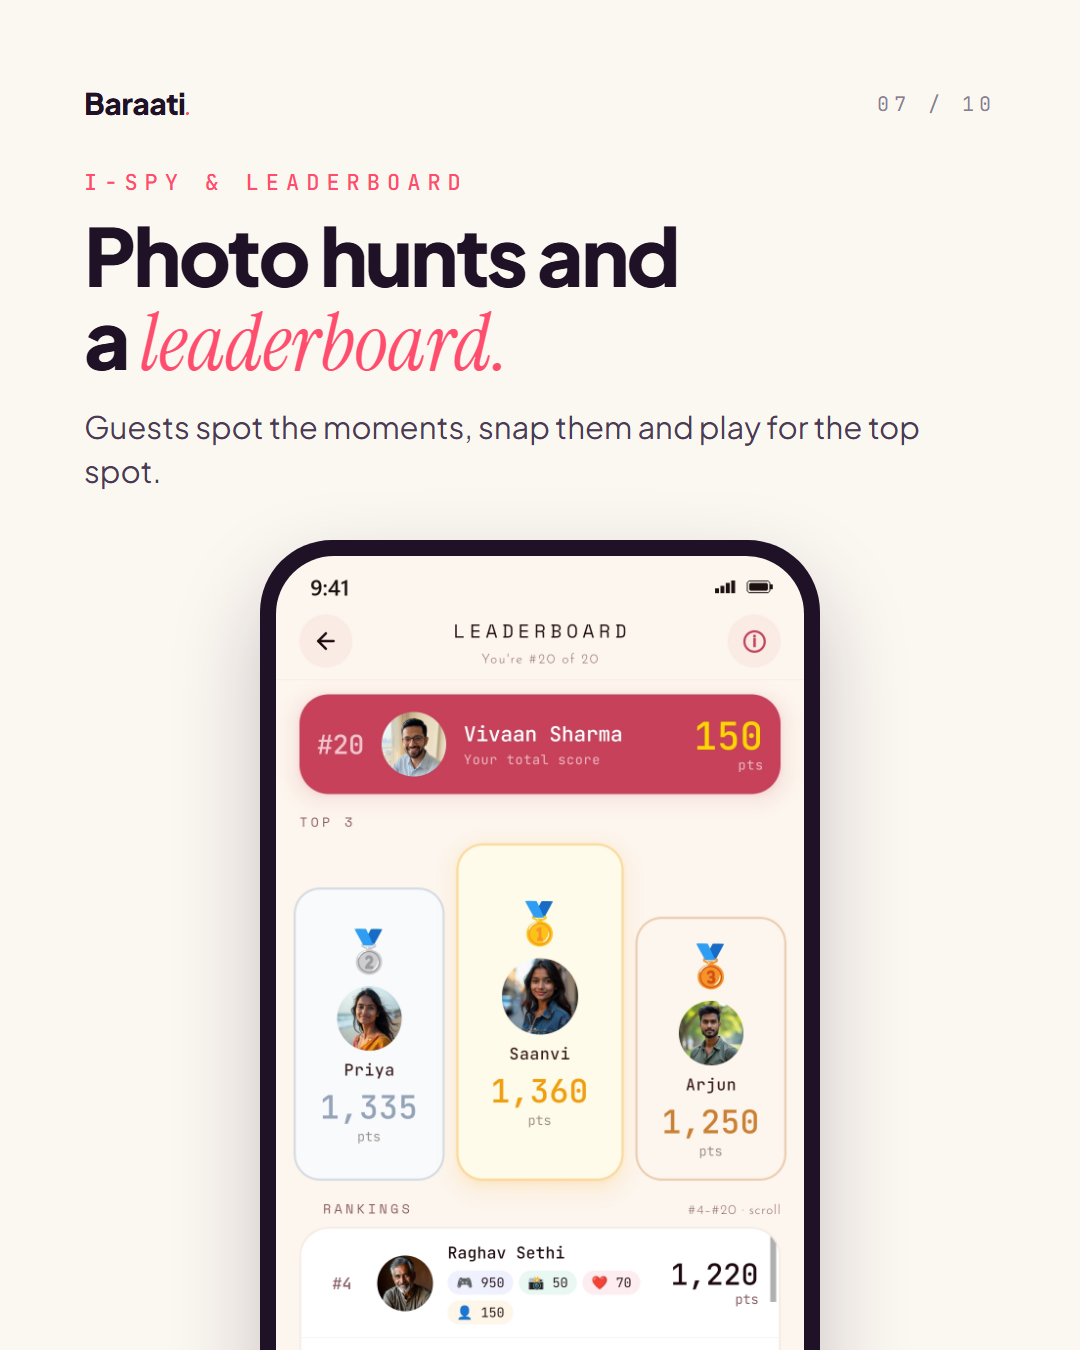 Baraati.
07 / 10
I-SPY & LEADERBOARD
Photo hunts and
a leaderboard.
Guests spot the moments, snap them and play for the top
spot.
9:41
LEADERBOARD
You're #20 of 20
#20
Vivaan Sharma
Your total score
150
pts
TOP 3
2
Priya
1,335
pts
1
Saanvi
1,360
pts
3
Arjun
1,250
pts
RANKINGS
#4–#20 · scroll
#4
Raghav Sethi
🎮 950 📸 50 ❤️ 70
👤 150
1,220
pts